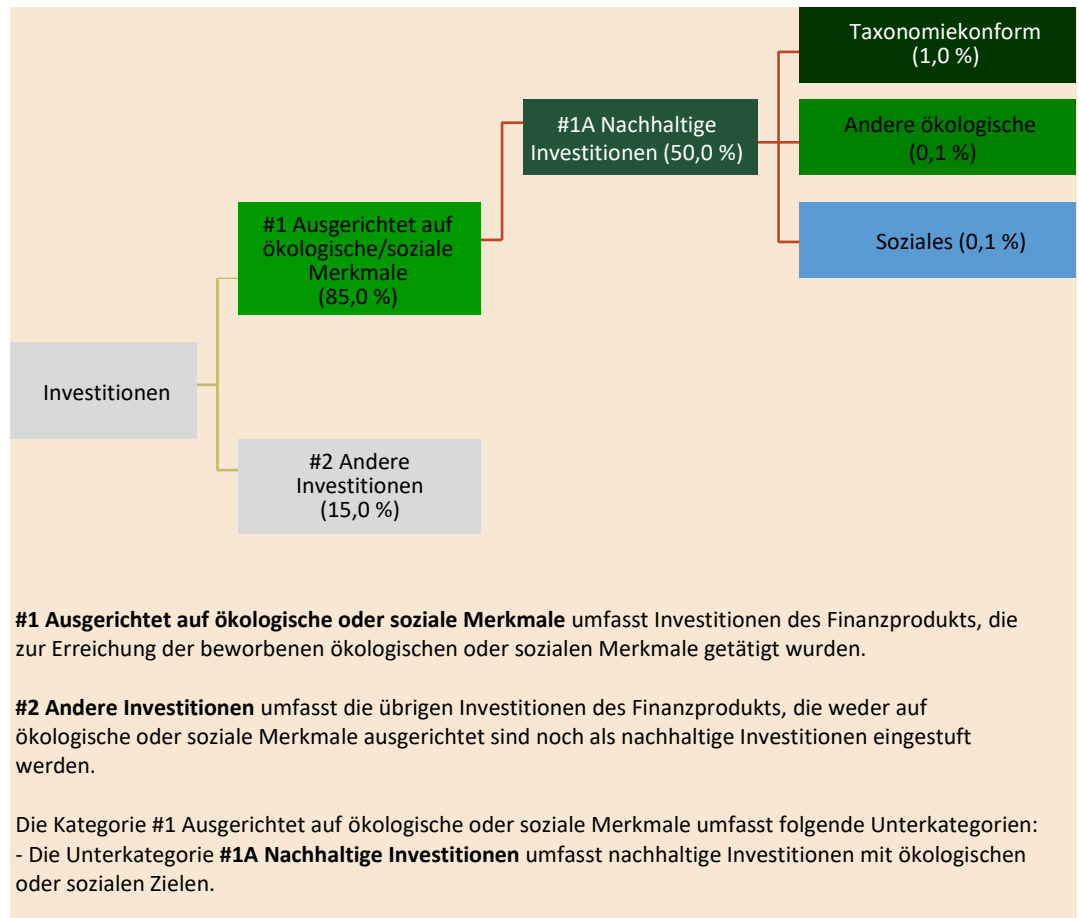 Taxonomiekonform
(1,0 %)
#1A Nachhaltige
Investitionen (50,0 %)
Andere ökologische
(0,1 %)
#1 Ausgerichtet auf
ökologische/soziale
Merkmale
(85,0 %)
Soziales (0,1 %)
Investitionen
#2 Andere
Investitionen
(15,0 %)
#1 Ausgerichtet auf ökologische oder soziale Merkmale umfasst Investitionen des Finanzprodukts, die
zur Erreichung der beworbenen ökologischen oder sozialen Merkmale getätigt wurden.
#2 Andere Investitionen umfasst die übrigen Investitionen des Finanzprodukts, die weder auf
ökologische oder soziale Merkmale ausgerichtet sind noch als nachhaltige Investitionen eingestuft
werden.
Die Kategorie #1 Ausgerichtet auf ökologische oder soziale Merkmale umfasst folgende Unterkategorien:
- Die Unterkategorie #1A Nachhaltige Investitionen umfasst nachhaltige Investitionen mit ökologischen
oder sozialen Zielen.